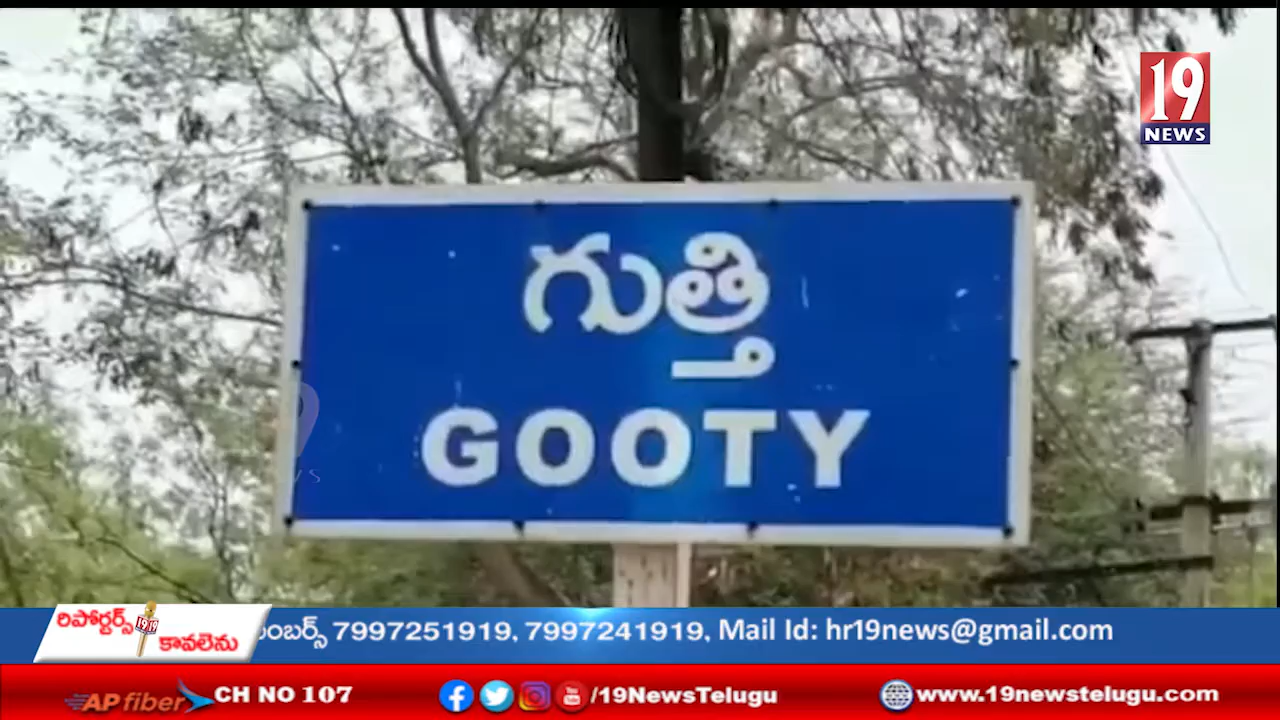 19
NEWS
గుత్తి
GOOTY
రిపోర్టర్స్
కావలెను
7997251919, 7997241919, Mail Id: hr19news@gmail.com
AP fiber CH NO 107
/19NewsTelugu
www.19newstelugu.com